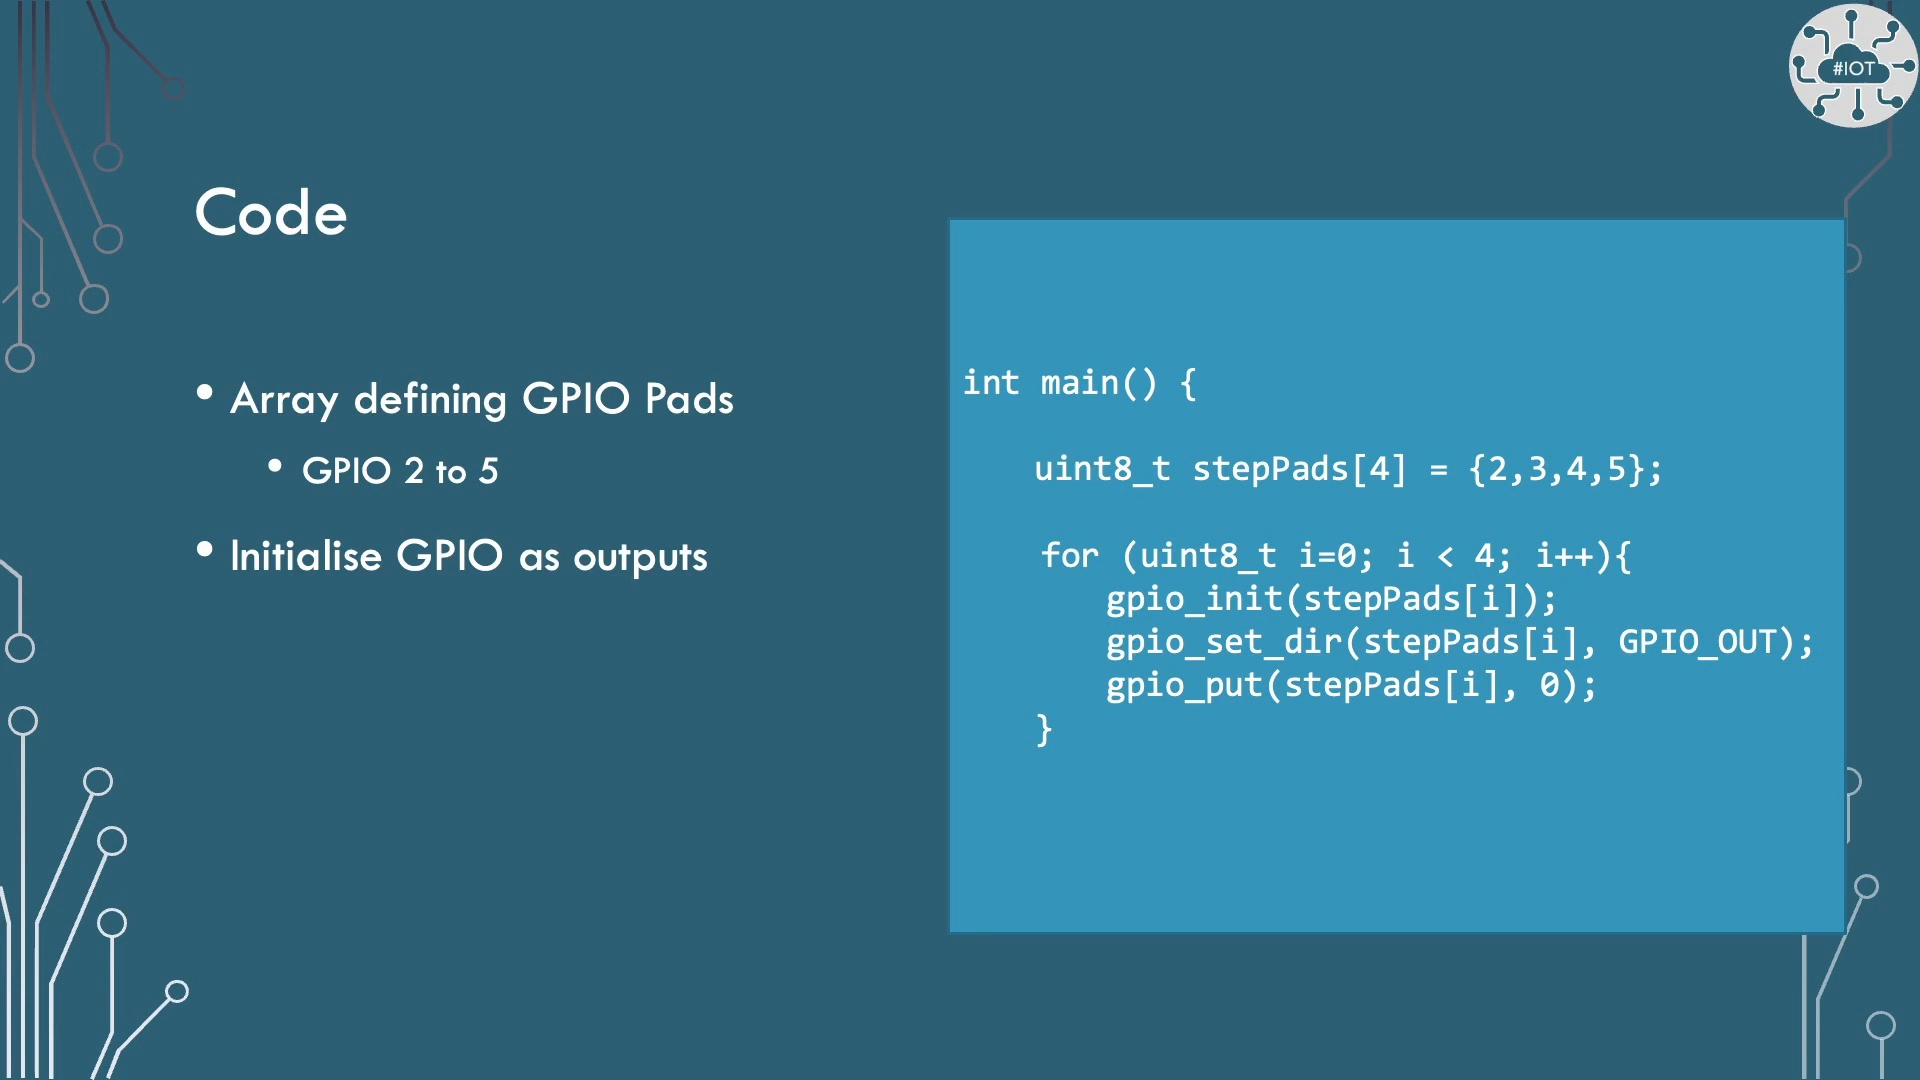 #IOT
Code
• Array defining GPIO Pads
• GPIO 2 to 5
• Initialise GPIO as outputs
int main() {
uint8_t stepPads[4] = {2,3,4,5};
for (uint8_t i=0; i < 4; i++){
gpio_init(stepPads[i]);
gpio_set_dir(stepPads[i], GPIO_OUT);
gpio_put(stepPads[i], 0);
}